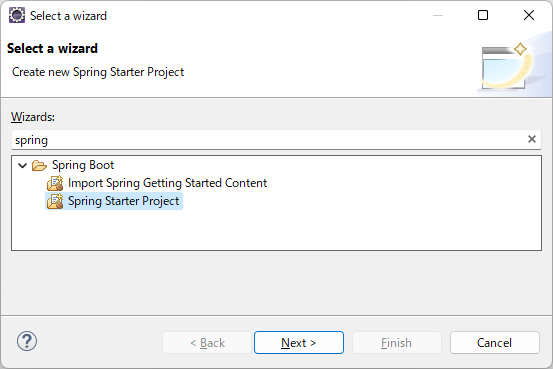 Select a wizard
Select a wizard
Create new Spring Starter Project
Wizards:
spring
Spring Boot
Import Spring Getting Started Content
Spring Starter Project
?
< Back
Next >
Finish
Cancel